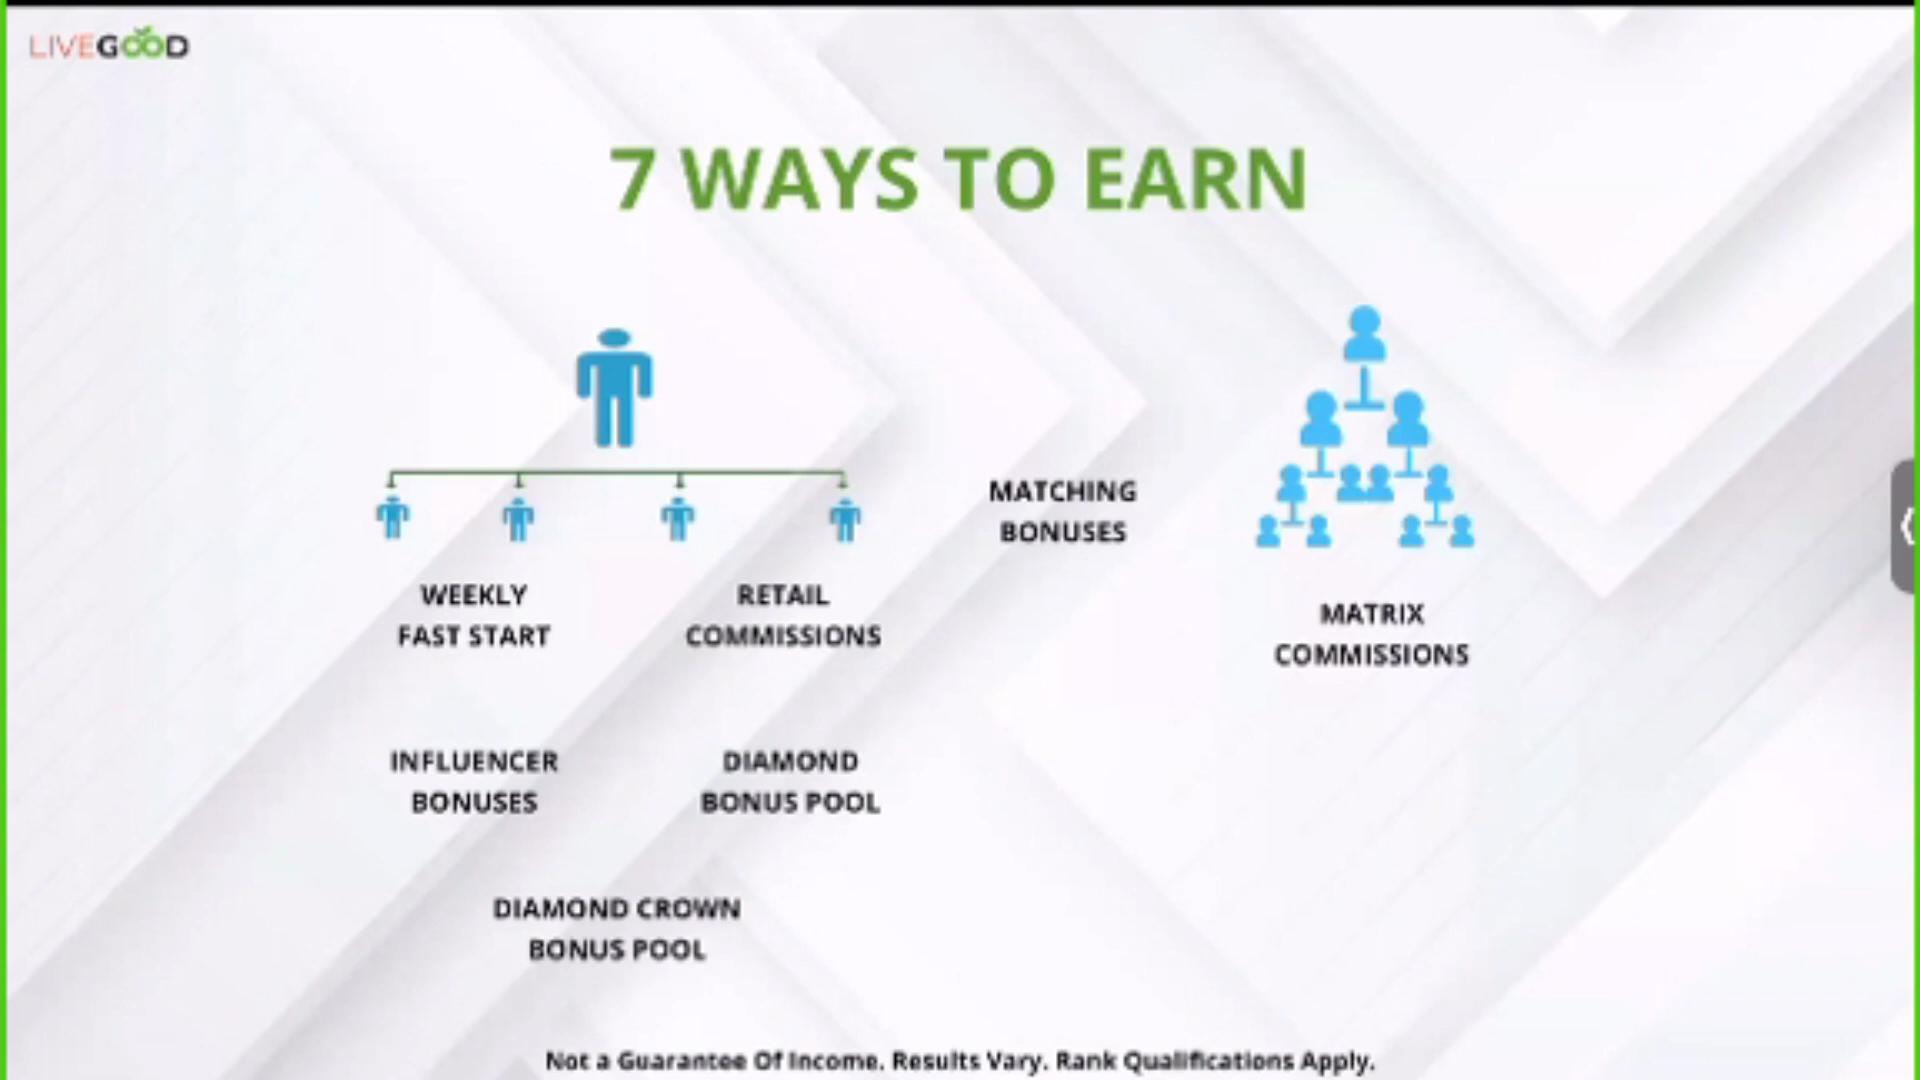 LIVEGOOD
7 WAYS TO EARN
MATCHING
BONUSES
WEEKLY
FAST START
RETAIL
COMMISSIONS
MATRIX
COMMISSIONS
INFLUENCER
BONUSES
DIAMOND
BONUS POOL
DIAMOND CROWN
BONUS POOL
Not a Guarantee Of Income. Results Vary. Rank Qualifications Apply.